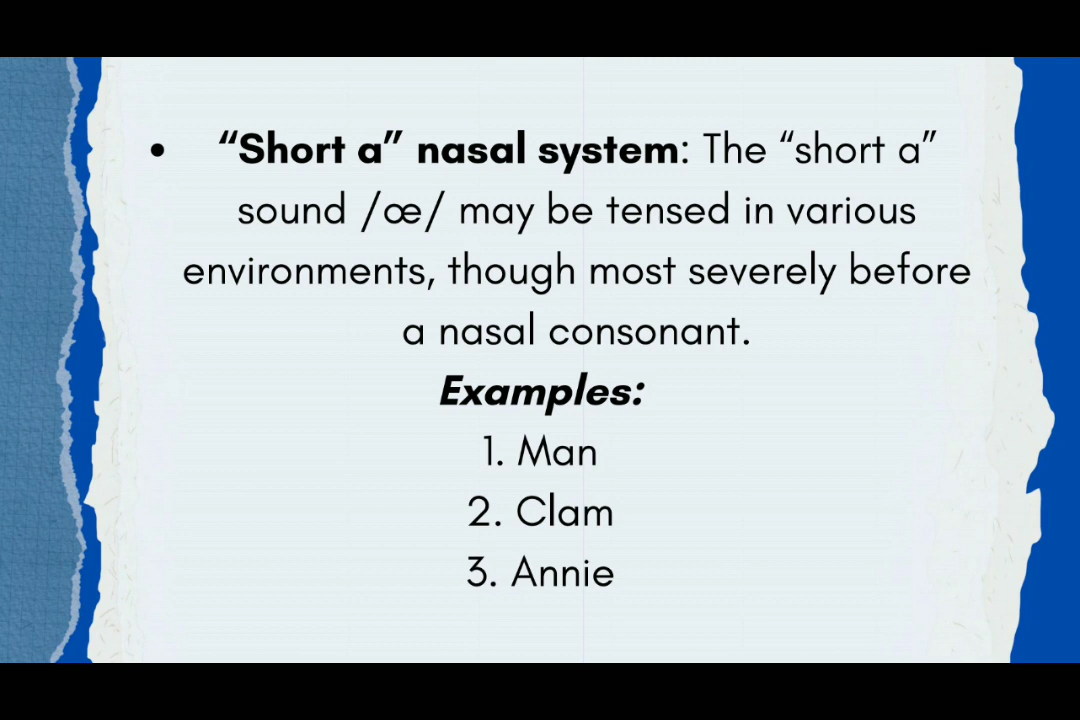 • “Short a” nasal system: The “short a”
sound /œ/ may be tensed in various
environments, though most severely before
a nasal consonant.
Examples:
1. Man
2. Clam
3. Annie